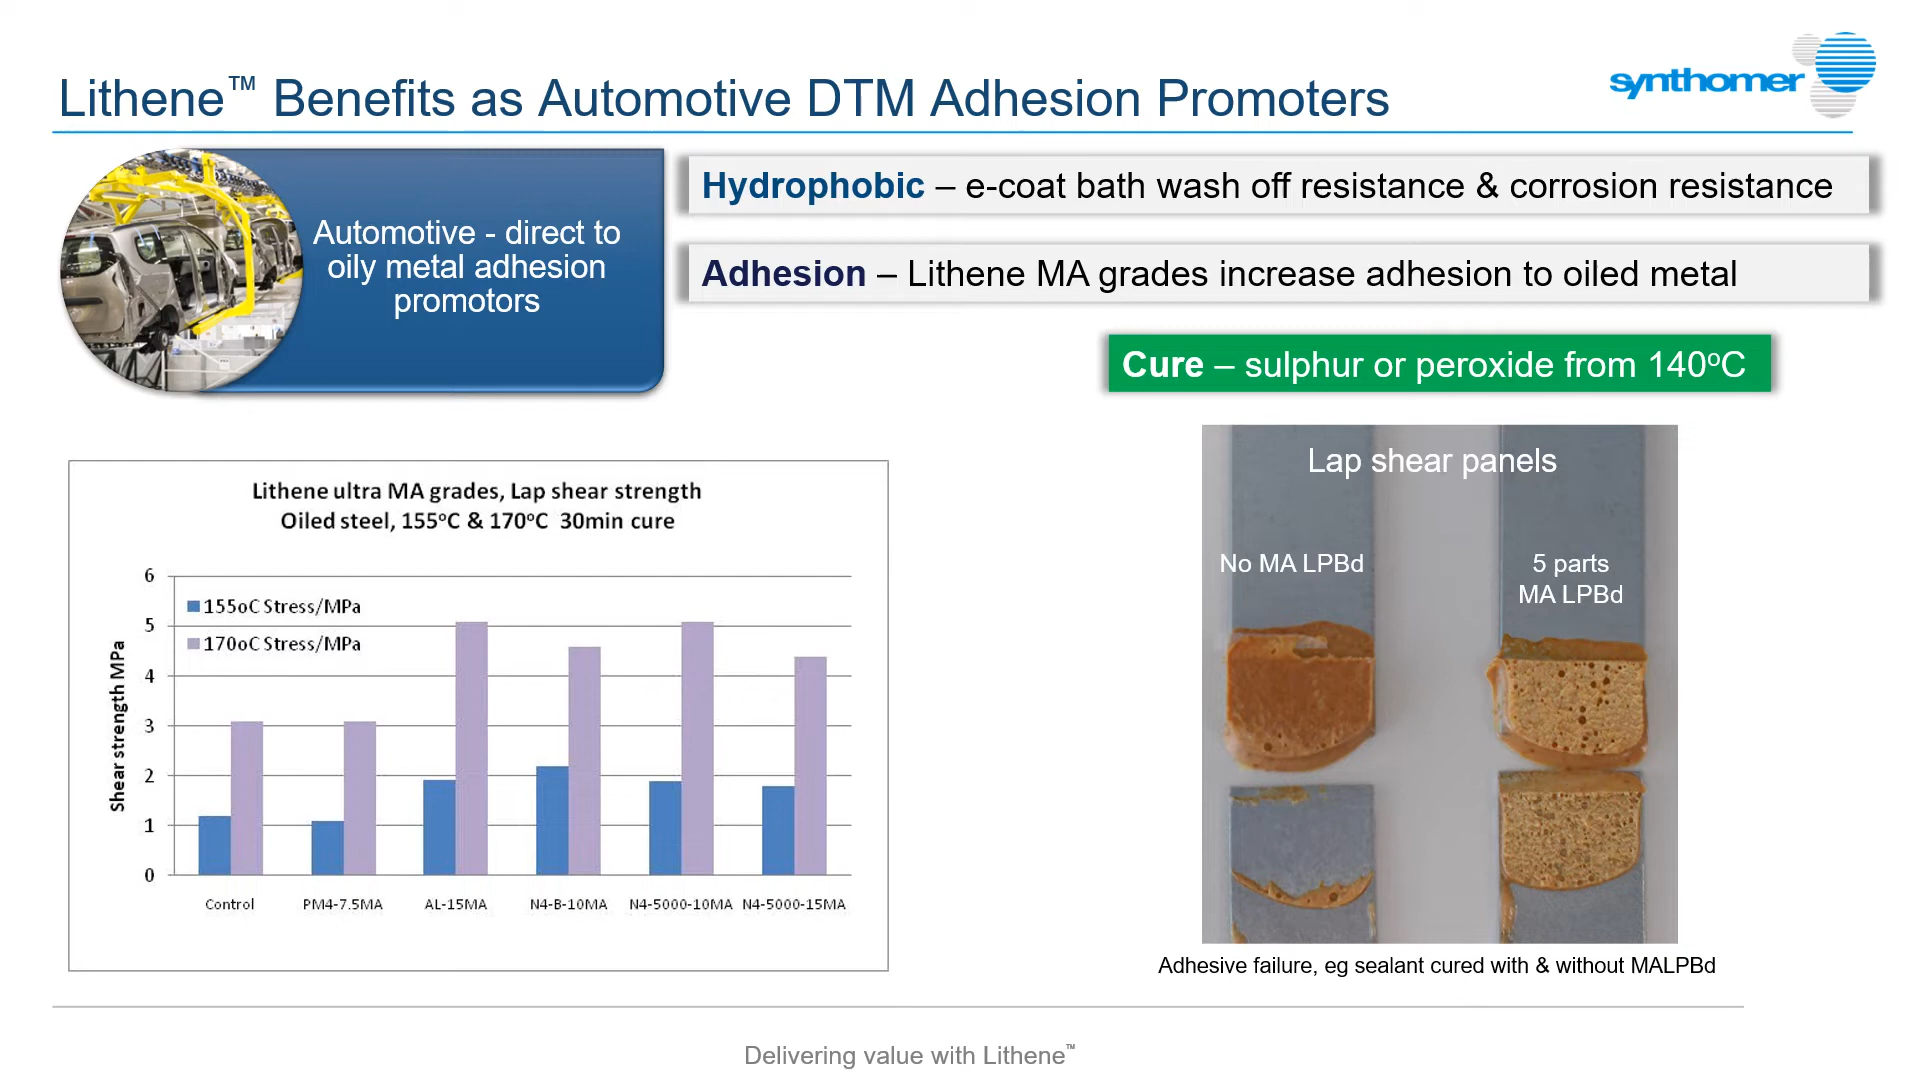 Lithene™ Benefits as Automotive DTM Adhesion Promoters
synthomer
Automotive - direct to
oily metal adhesion
promotors
Hydrophobic – e-coat bath wash off resistance & corrosion resistance
Adhesion – Lithene MA grades increase adhesion to oiled metal
Cure – sulphur or peroxide from 140ºC
Lithene ultra MA grades, Lap shear strength
Oiled steel, 155ºC & 170ºC 30min cure
Shear strength MPa
6
5
4
3
2
1
0
155oC Stress/MPa
170oC Stress/MPa
Control PM4-7.5MA AL-15MA N4-B-10MA N4-5000-10MA N4-5000-15MA
Lap shear panels
No MA LPBd
5 parts
MA LPBd
Adhesive failure, eg sealant cured with & without MALPBd
Delivering value with Lithene™